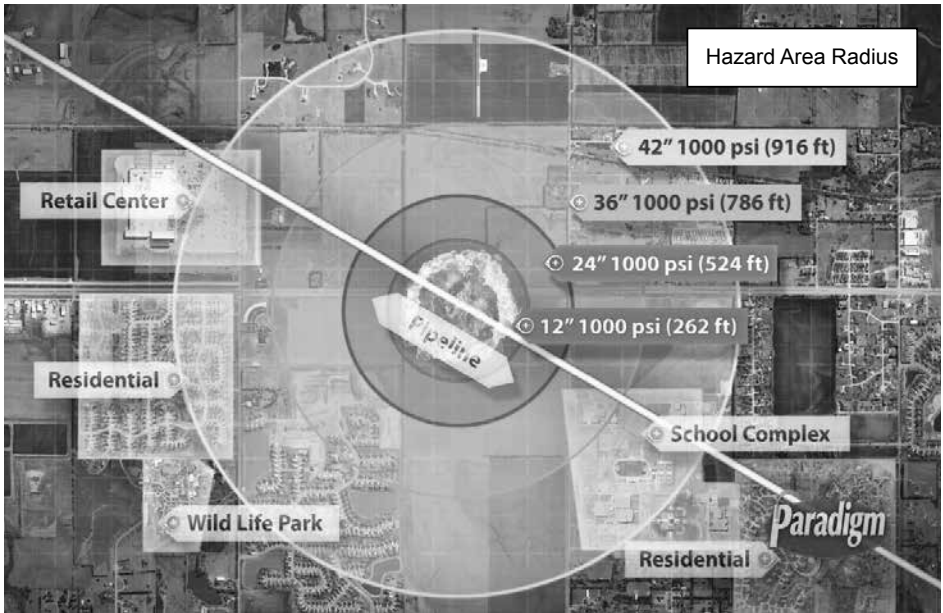 Hazard Area Radius
42" 1000 psi (916 ft)
Retail Center
36" 1000 psi (786 ft)
24" 1000 psi (524 ft)
12" 1000 psi (262 ft)
Pipeline
Residential
School Complex
Wild Life Park
Paradigm
Residential